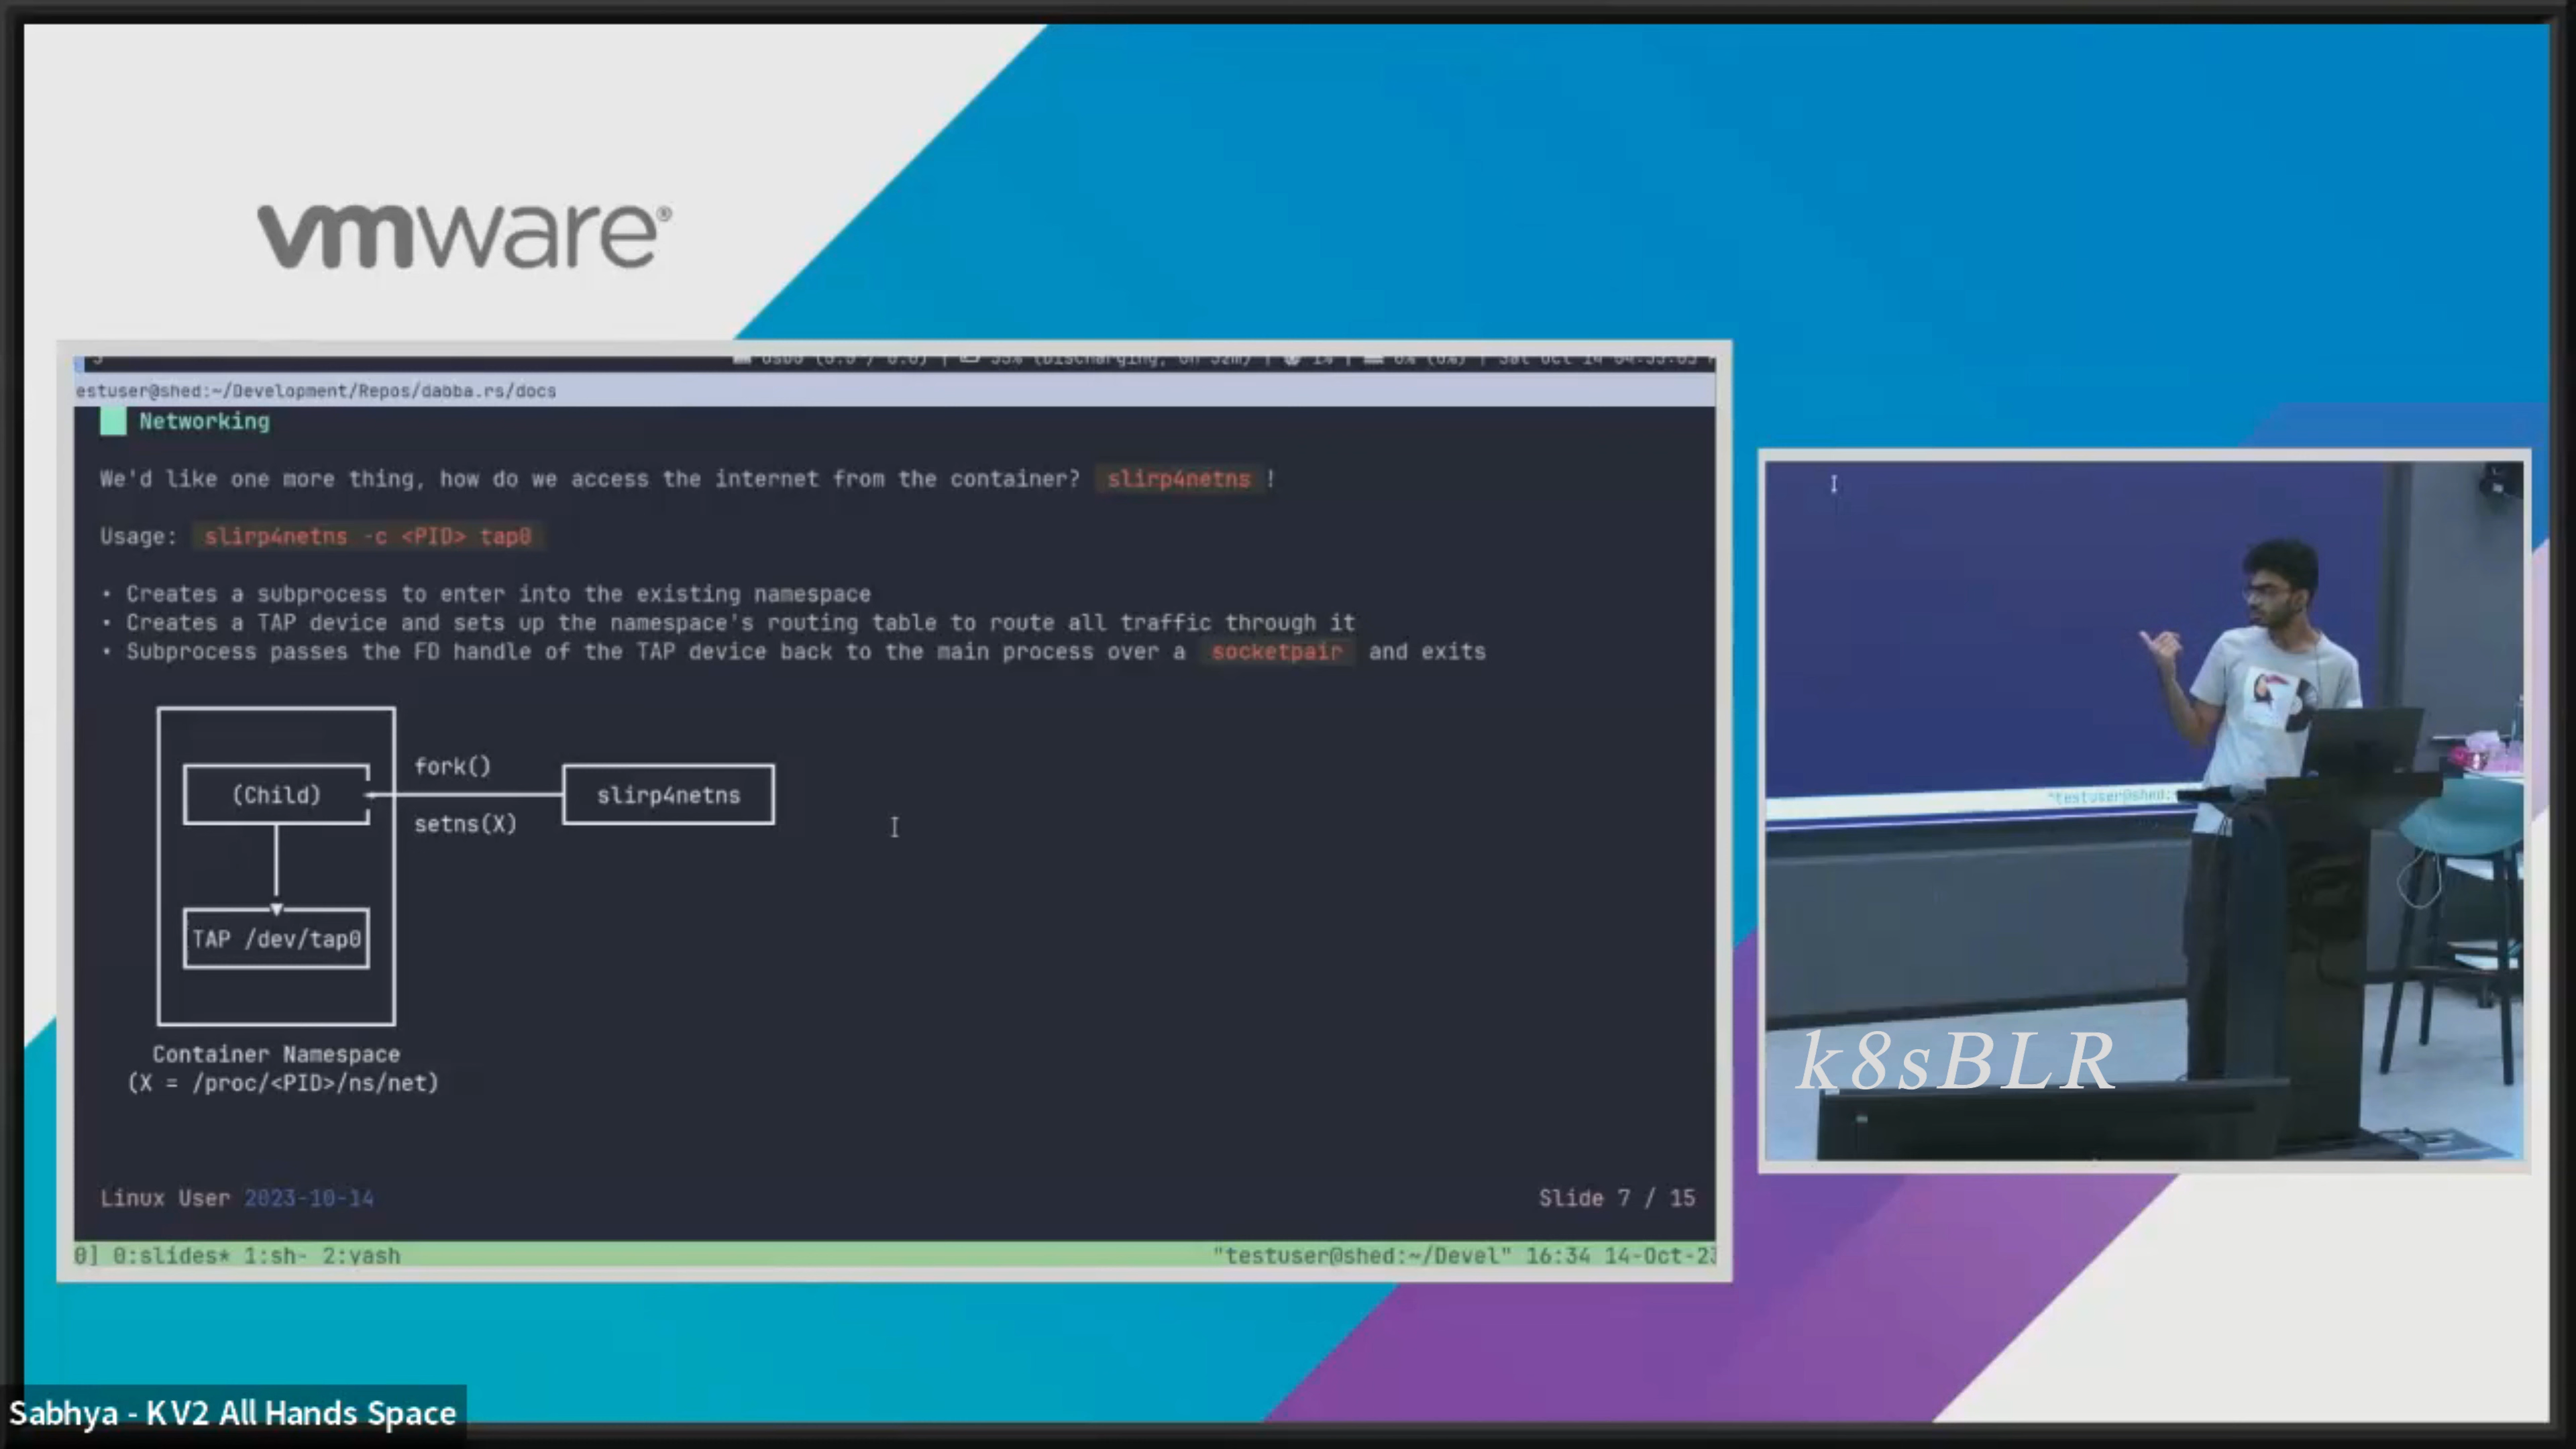 vmware®
estuser@shed:~/Development/Repos/dabba.rs/docs
Networking
We'd like one more thing, how do we access the internet from the container? slirp4netns !
Usage: slirp4netns -c <PID> tap0
• Creates a subprocess to enter into the existing namespace
• Creates a TAP device and sets up the namespace's routing table to route all traffic through it
• Subprocess passes the FD handle of the TAP device back to the main process over a socketpair and exits
fork()
(Child)
slirp4netns
setns(X)
TAP /dev/tap0
Container Namespace
(X = /proc/<PID>/ns/net)
Linux User 2023-10-14
Slide 7 / 15
0] 0:slides* 1:sh- 2:yash
"testuser@shed:~/Devel" 16:34 14-Oct-23
"testuser@shed:
k8sBLR
Sabhya - KV2 All Hands Space